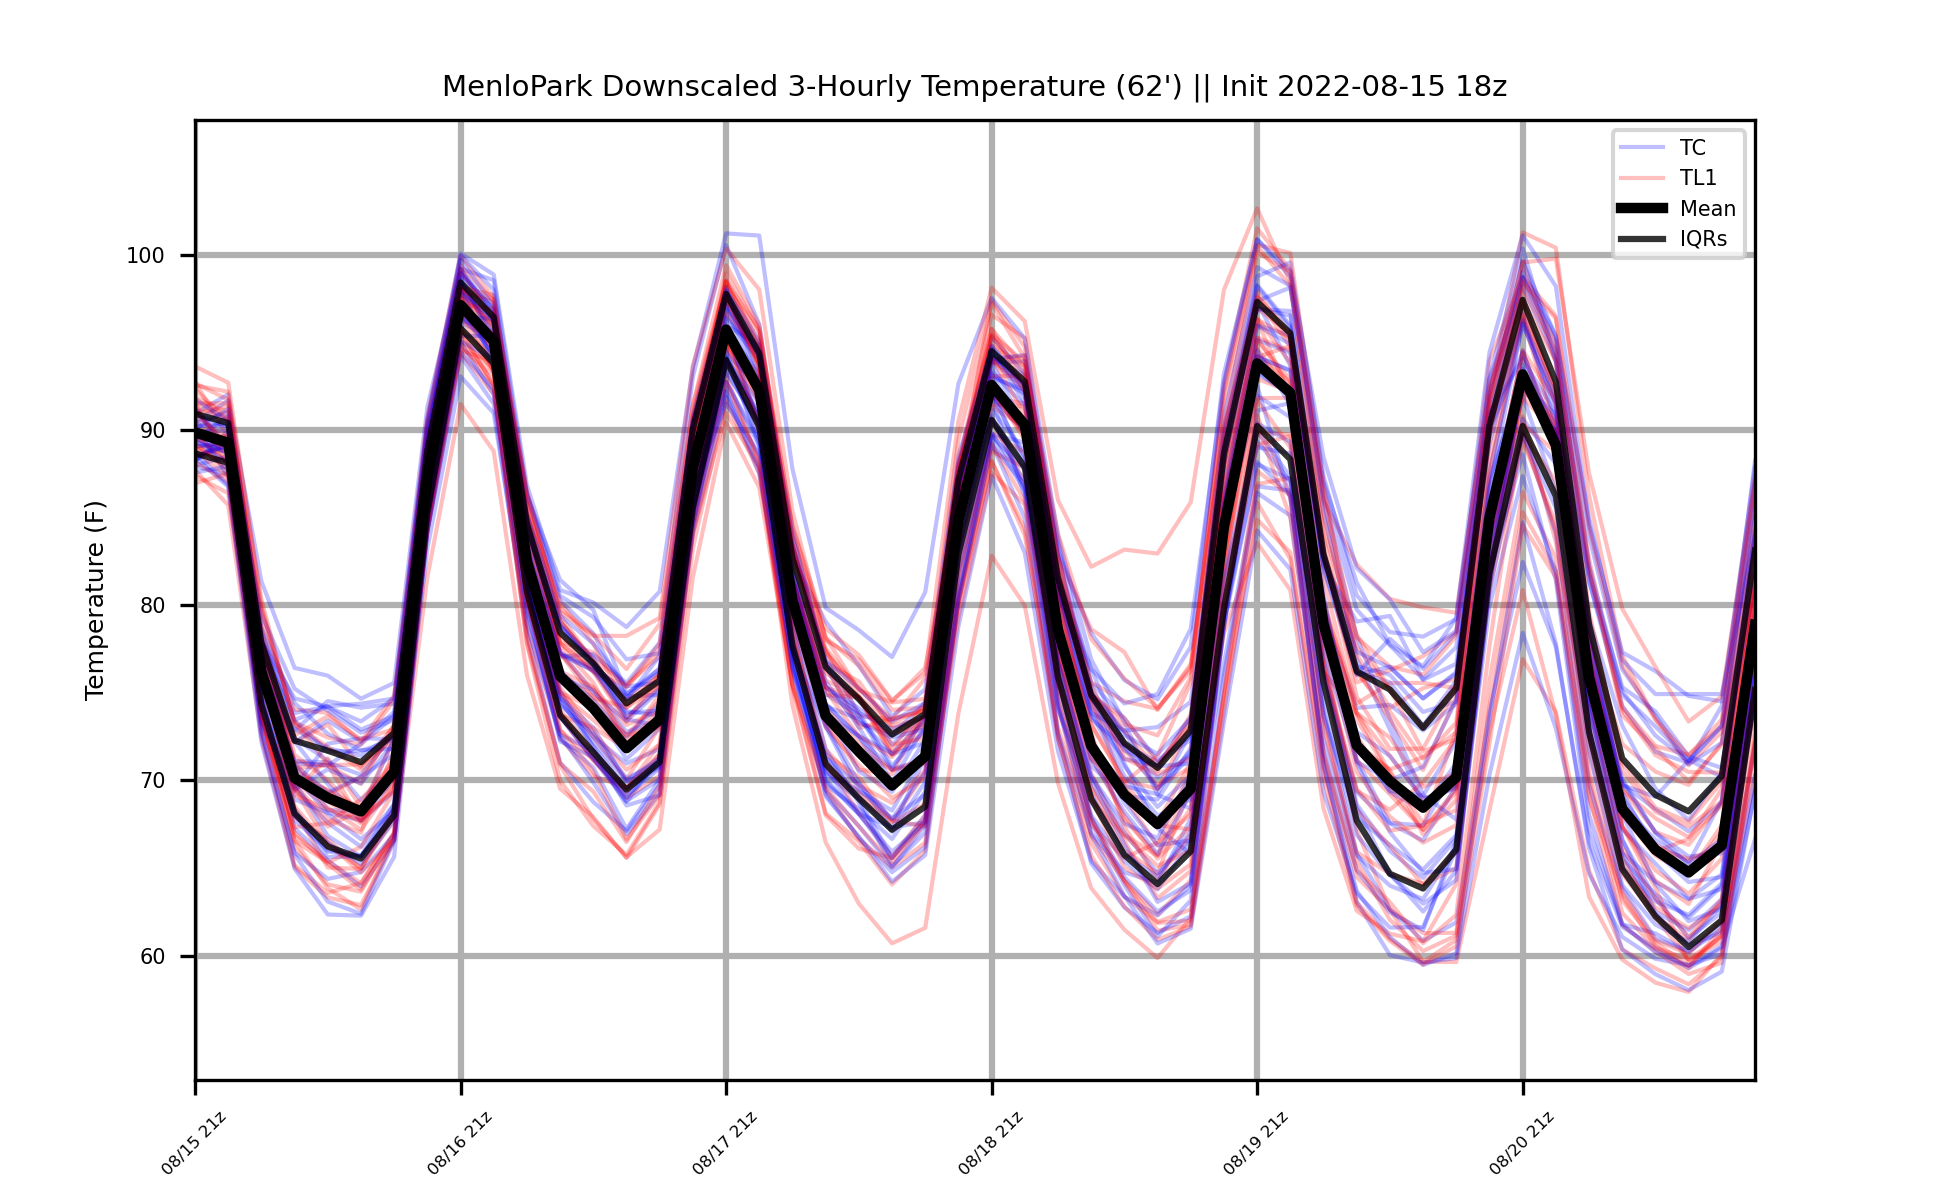 MenloPark Downscaled 3-Hourly Temperature (62') || Init 2022-08-15 18z
TC
TL1
Mean
IQRs
Temperature (F)
100
90
80
70
60
08/15 21z
08/16 21z
08/17 21z
08/18 21z
08/19 21z
08/20 21z